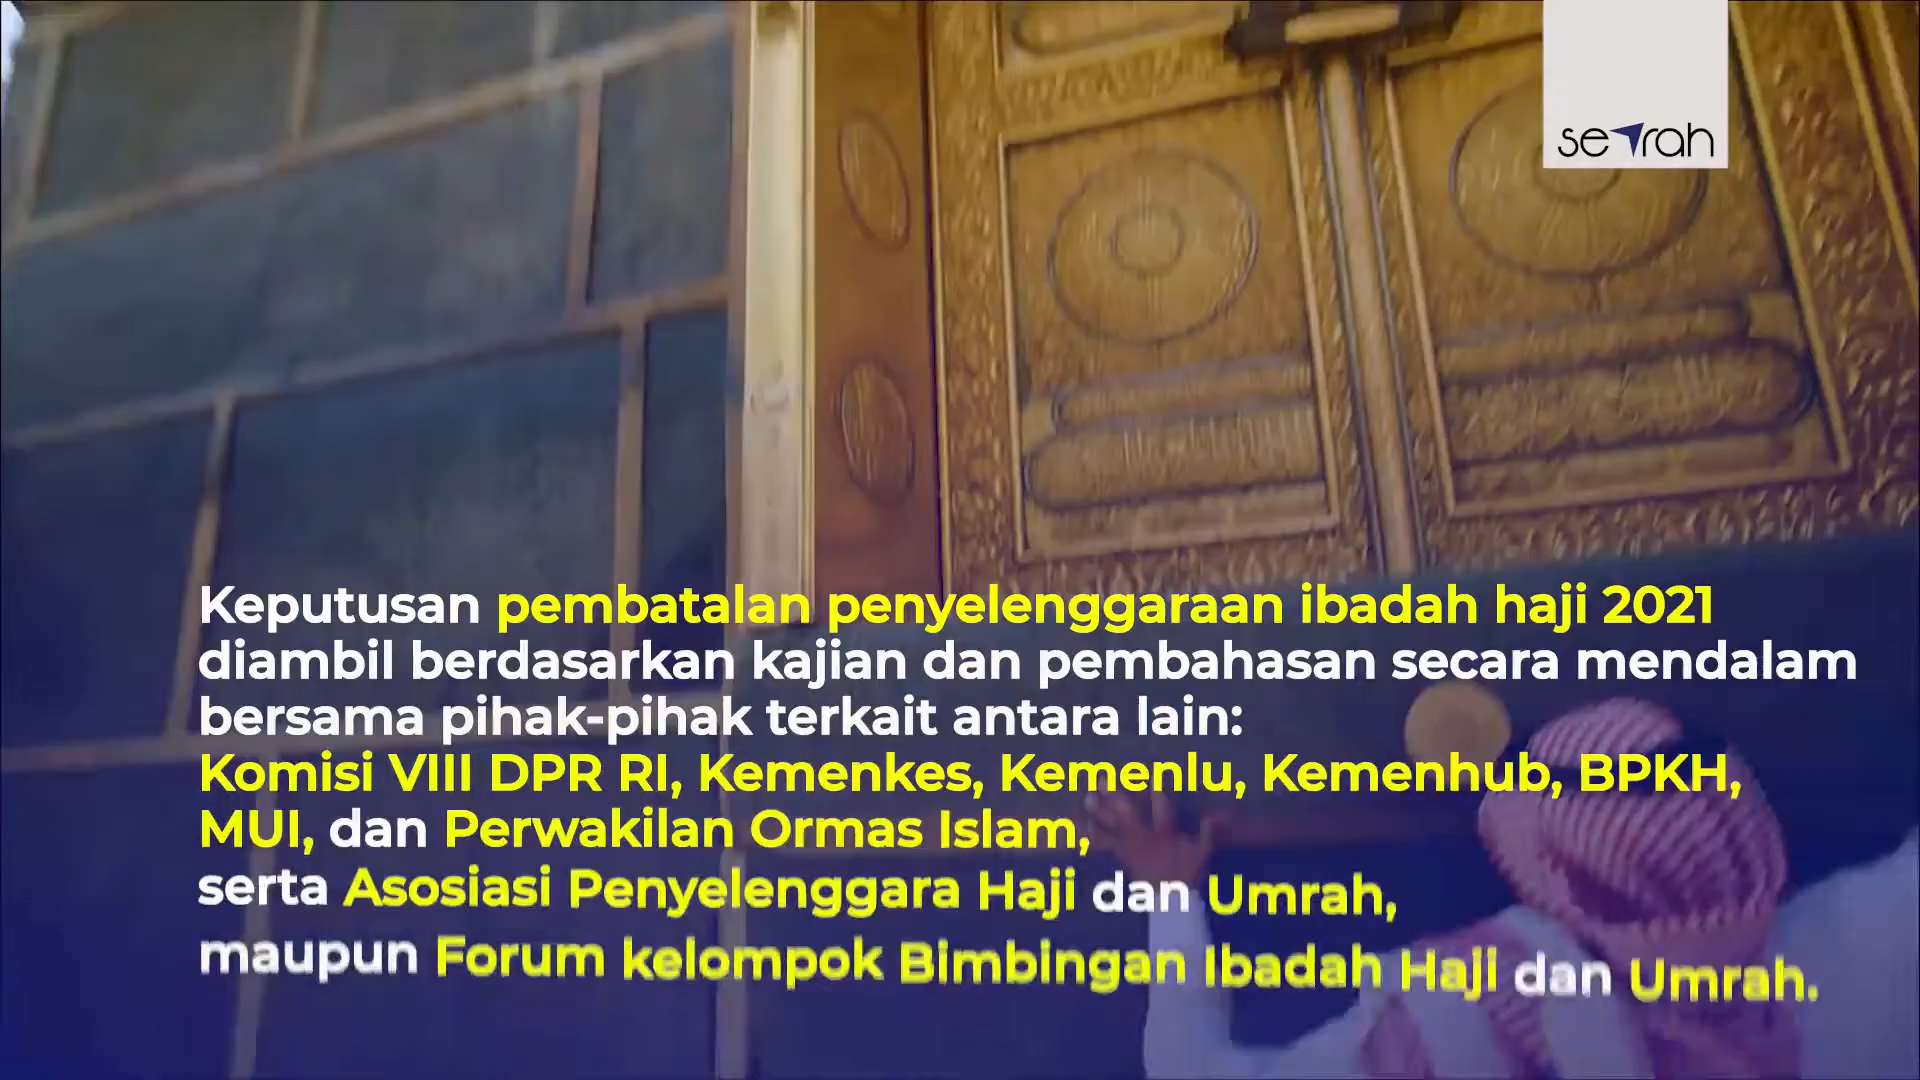 setrah
Keputusan pembatalan penyelenggaraan ibadah haji 2021
diambil berdasarkan kajian dan pembahasan secara mendalam
bersama pihak-pihak terkait antara lain:
Komisi VIII DPR RI, Kemenkes, Kemenlu, Kemenhub, BPKH,
MUI, dan Perwakilan Ormas Islam,
serta Asosiasi Penyelenggara Haji dan Umrah,
maupun Forum kelompok Bimbingan Ibadah Haji dan Umrah.